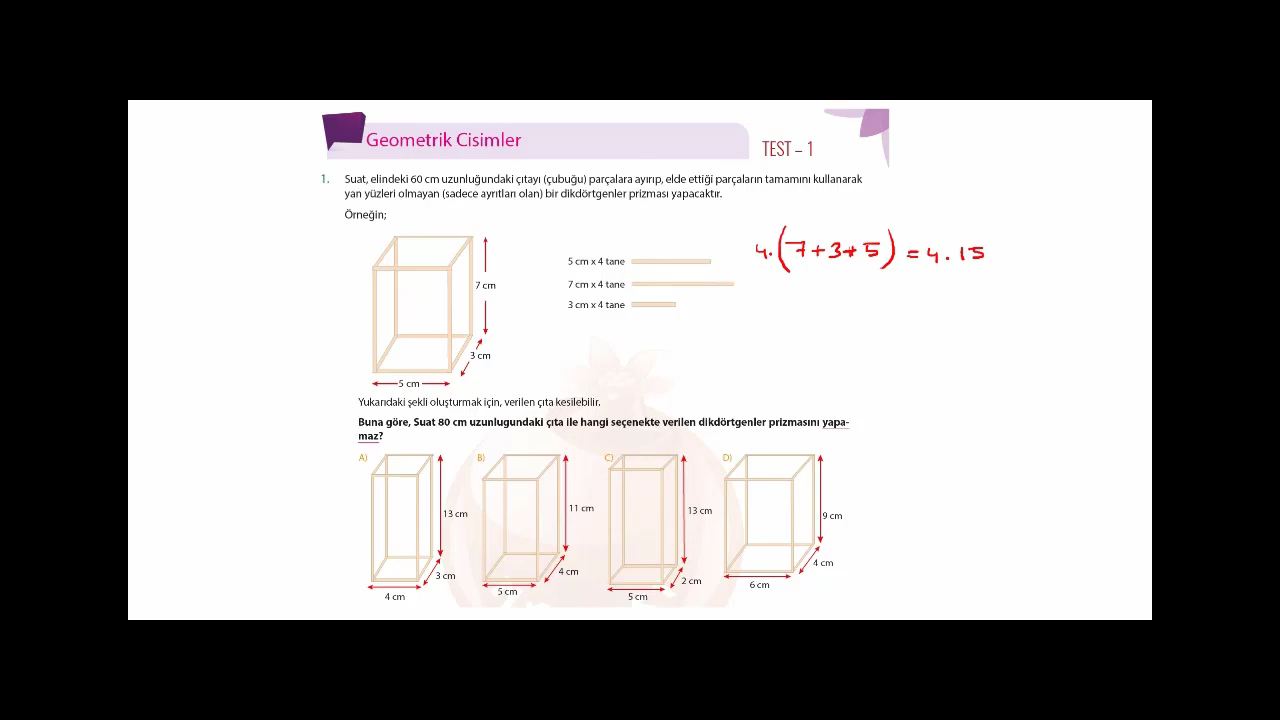 Geometrik Cisimler
TEST – 1
1. Suat, elindeki 60 cm uzunluğundaki çıtayı (çubuğu) parçalara ayırıp, elde ettiği parçaların tamamını kullanarak
yan yüzleri olmayan (sadece ayrıtları olan) bir dikdörtgenler prizması yapacaktır.
Örneğin;
7 cm
3 cm
5 cm
5 cm x 4 tane
7 cm x 4 tane
3 cm x 4 tane
4.(7+3+5) = 4.15
Yukarıdaki şekli oluşturmak için, verilen çıta kesilebilir.
Buna göre, Suat 80 cm uzunlugundaki çıta ile hangi seçenekte verilen dikdörtgenler prizmasını yapa-
maz?
A)
13 cm
3 cm
4 cm
B)
11 cm
4 cm
5 cm
C)
13 cm
2 cm
5 cm
D)
9 cm
4 cm
6 cm